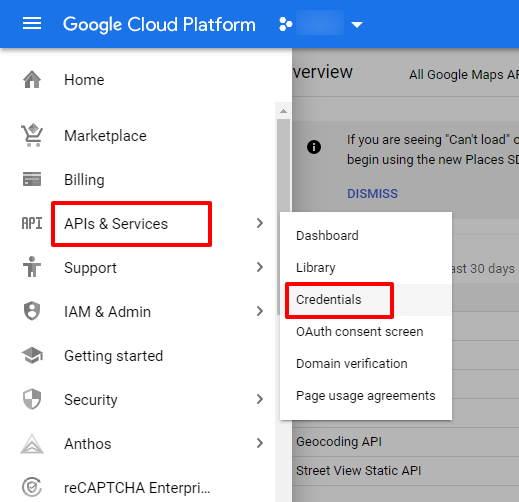 Google Cloud Platform
Home
Marketplace
Billing
API APIs & Services
Support
IAM & Admin
Getting started
Security
Anthos
reCAPTCHA Enterpri...
Dashboard
Library
Credentials
OAuth consent screen
Domain verification
Page usage agreements
verview All Google Maps AP
If you are seeing "Can't load" o
begin using the new Places SD
DISMISS
ast 30 days
Geocoding API
Street View Static API